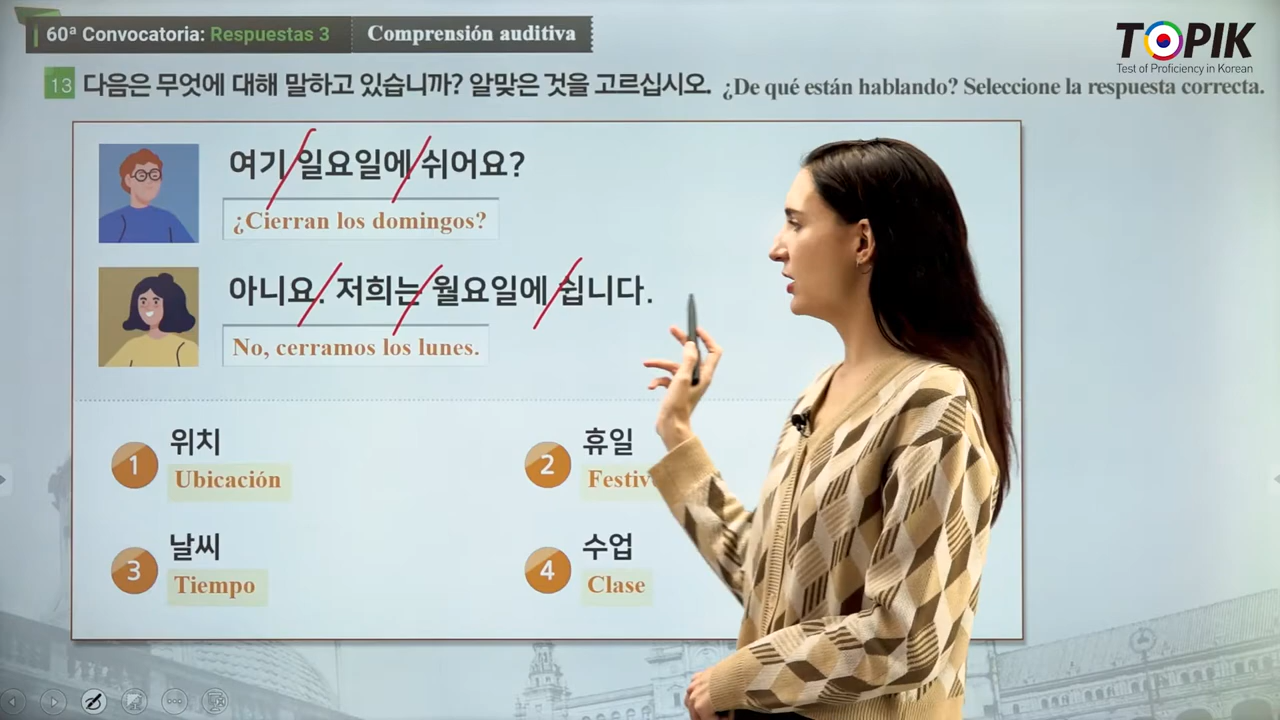 60ª Convocatoria: Respuestas 3
Comprensión auditiva
TOPIK
Test of Proficiency in Korean
13 다음은 무엇에 대해 말하고 있습니까? 알맞은 것을 고르십시오. ¿De qué están hablando? Seleccione la respuesta correcta.
여기 일요일에 쉬어요?
¿Cierran los domingos?
아니요. 저희는 월요일에 쉽니다.
No, cerramos los lunes.
1 위치
Ubicación
2 휴일
3 날씨
Tiempo
4 수업
Clase